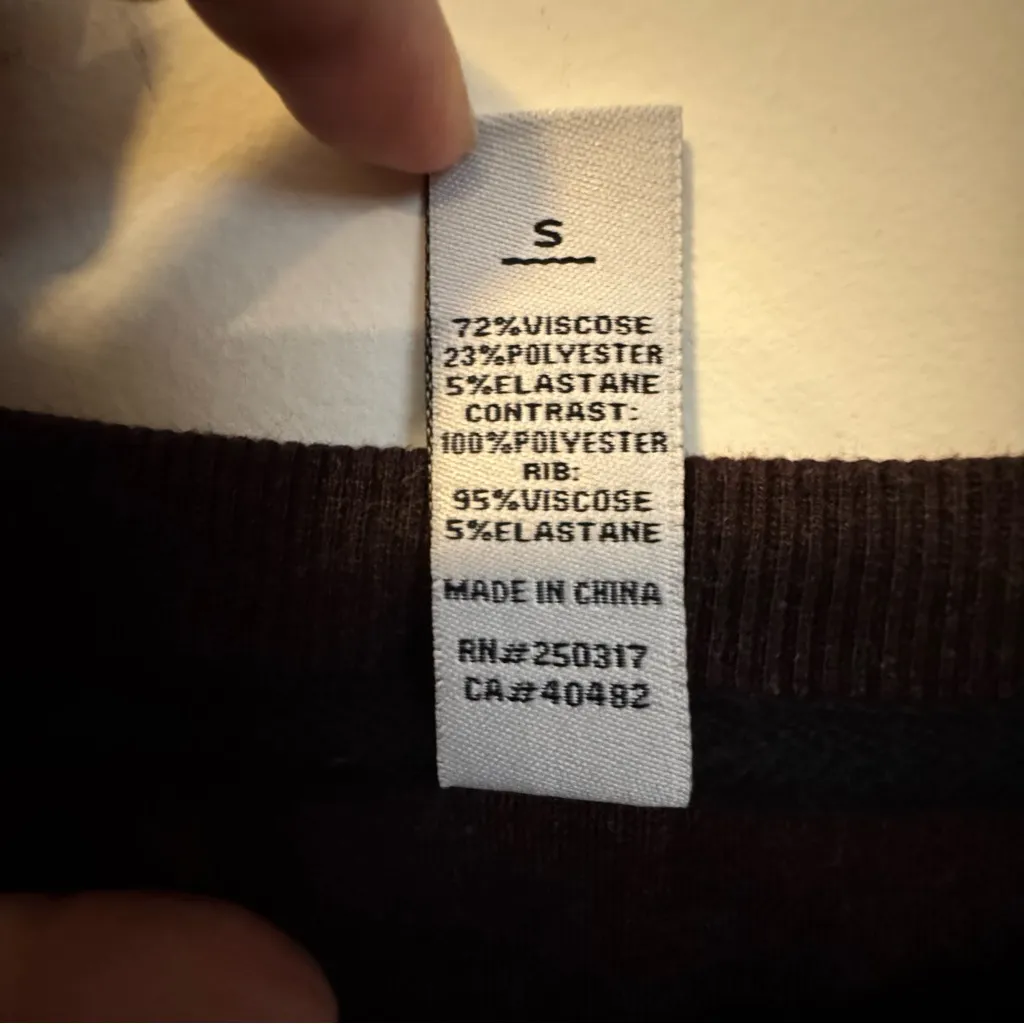 S
72%VISCOSE
23%POLYESTER
5%ELASTANE
CONTRAST:
100%POLYESTER
RIB:
95%VISCOSE
5%ELASTANE
MADE IN CHINA
RN#250317
CA#40482